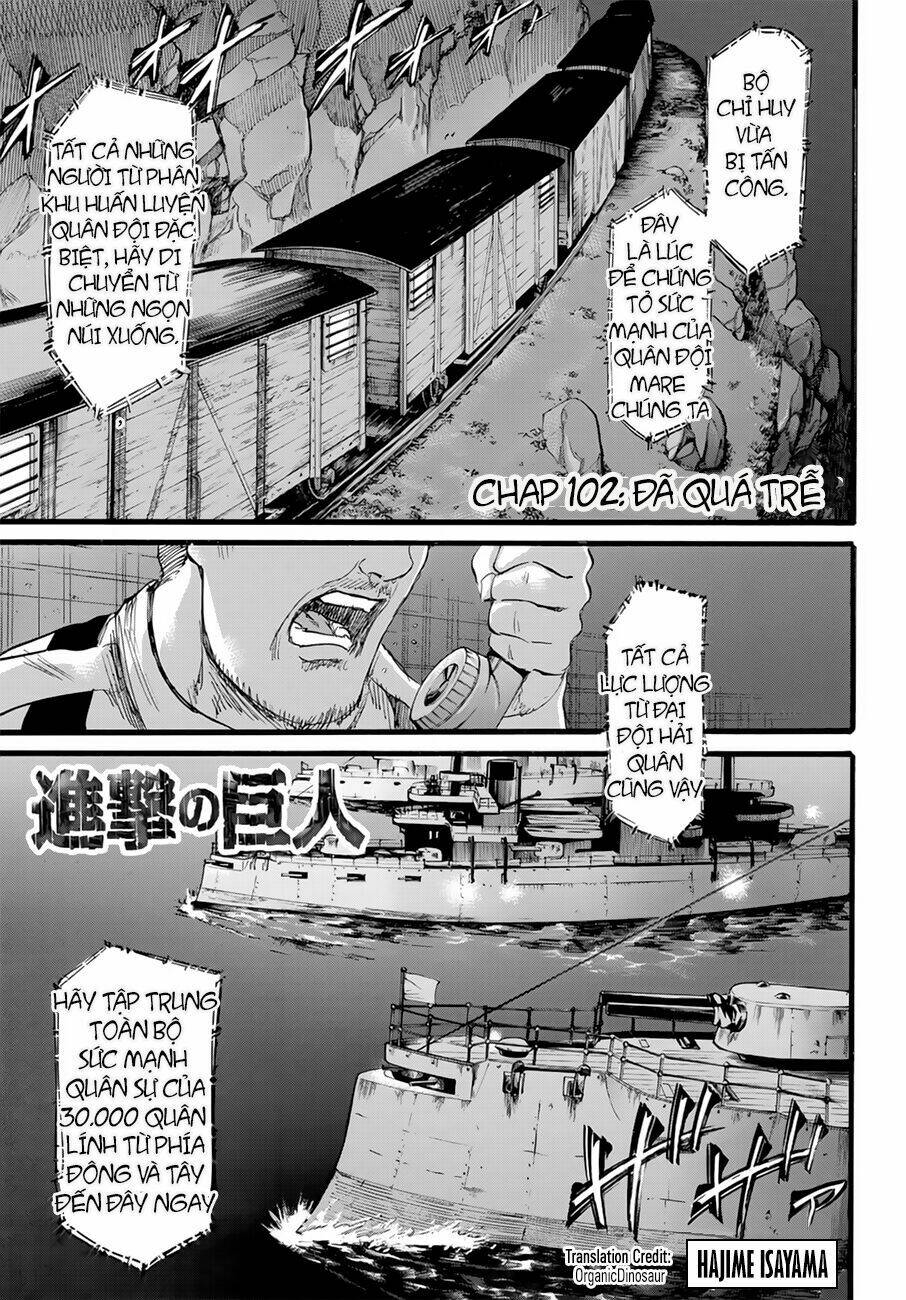 BỘ
CHỈ HUY
VỪA
BỊ TẤN
CÔNG.
ĐÂY
LÀ LÚC
ĐỂ CHỨNG
TỎ SỨC
MẠNH CỦA
QUÂN ĐỘI
MARE
CHÚNG TA
TẤT CẢ NHỮNG
NGƯỜI TỪ PHÂN
KHU HUẤN LUYỆN
QUÂN ĐỘI ĐẶC
BIỆT, HÃY DI
CHUYỂN TỪ
NHỮNG NGỌN
NÚI XUỐNG.
CHAP 102: ĐÃ QUÁ TRỄ
TẤT CẢ
LỰC LƯỢNG
TỪ ĐẠI
ĐỘI HẢI
QUÂN
CŨNG VẬY
進撃の巨人
HÃY TẬP TRUNG
TOÀN BỘ
SỨC MẠNH
QUÂN SỰ CỦA
30.000 QUÂN
LÍNH TỪ PHÍA
ĐÔNG VÀ TÂY
ĐẾN ĐÂY NGAY
Translation Credit:
OrganicDinosaur
HAJIME ISAYAMA